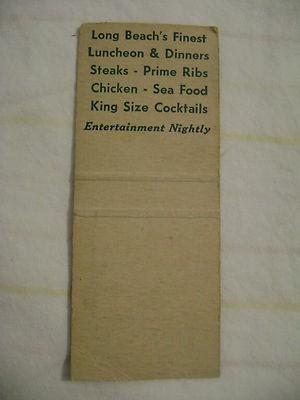 Long Beach's Finest
Luncheon & Dinners
Steaks - Prime Ribs
Chicken - Sea Food
King Size Cocktails
Entertainment Nightly